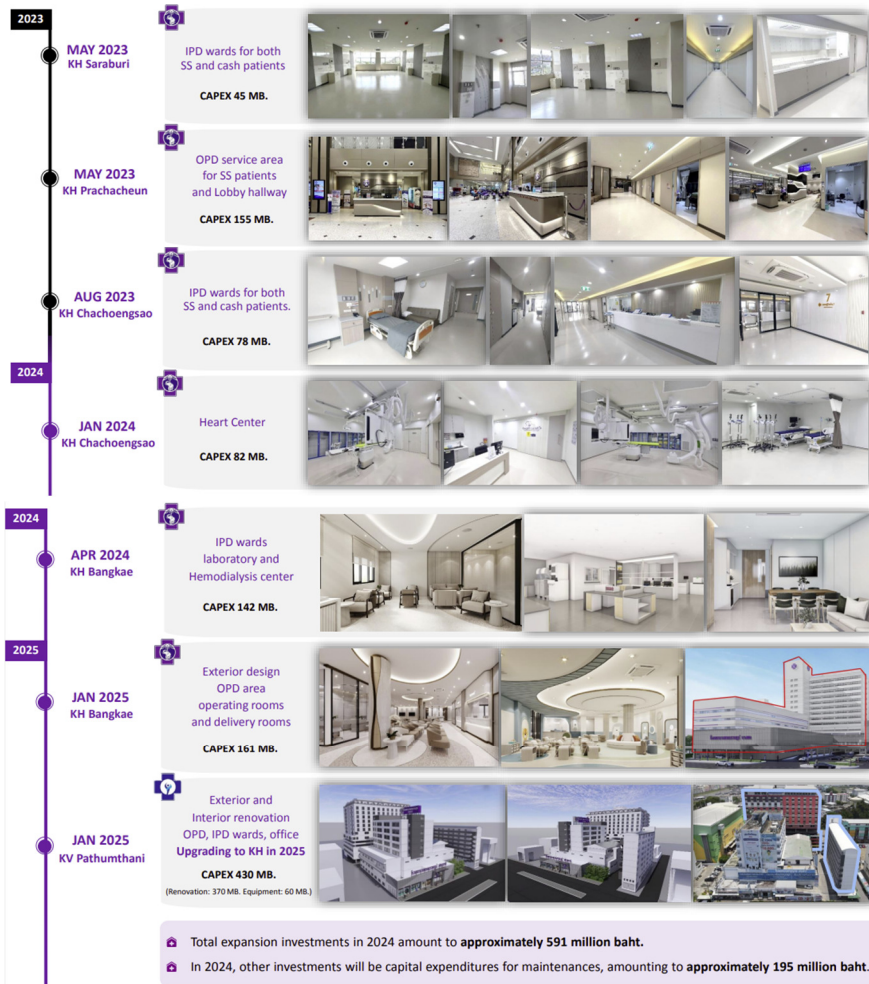 2023
MAY 2023
KH Saraburi
IPD wards for both
SS and cash patients
CAPEX 45 MB.
MAY 2023
KH Prachacheun
OPD service area
for SS patients
and Lobby hallway
CAPEX 155 MB.
AUG 2023
KH Chachoengsao
IPD wards for both
SS and cash patients.
CAPEX 78 MB.
7
2024
JAN 2024
KH Chachoengsao
Heart Center
CAPEX 82 MB.
2024
APR 2024
KH Bangkae
IPD wards
laboratory and
Hemodialysis center
CAPEX 142 MB.
2025
JAN 2025
KH Bangkae
Exterior design
OPD area
operating rooms
and delivery rooms
CAPEX 161 MB.
JAN 2025
KV Pathumthani
Exterior and
Interior renovation
OPD, IPD wards, office
Upgrading to KH in 2025
CAPEX 430 MB.
(Renovation: 370 MB. Equipment: 60 MB.)
Total expansion investments in 2024 amount to approximately 591 million baht.
In 2024, other investments will be capital expenditures for maintenances, amounting to approximately 195 million baht.